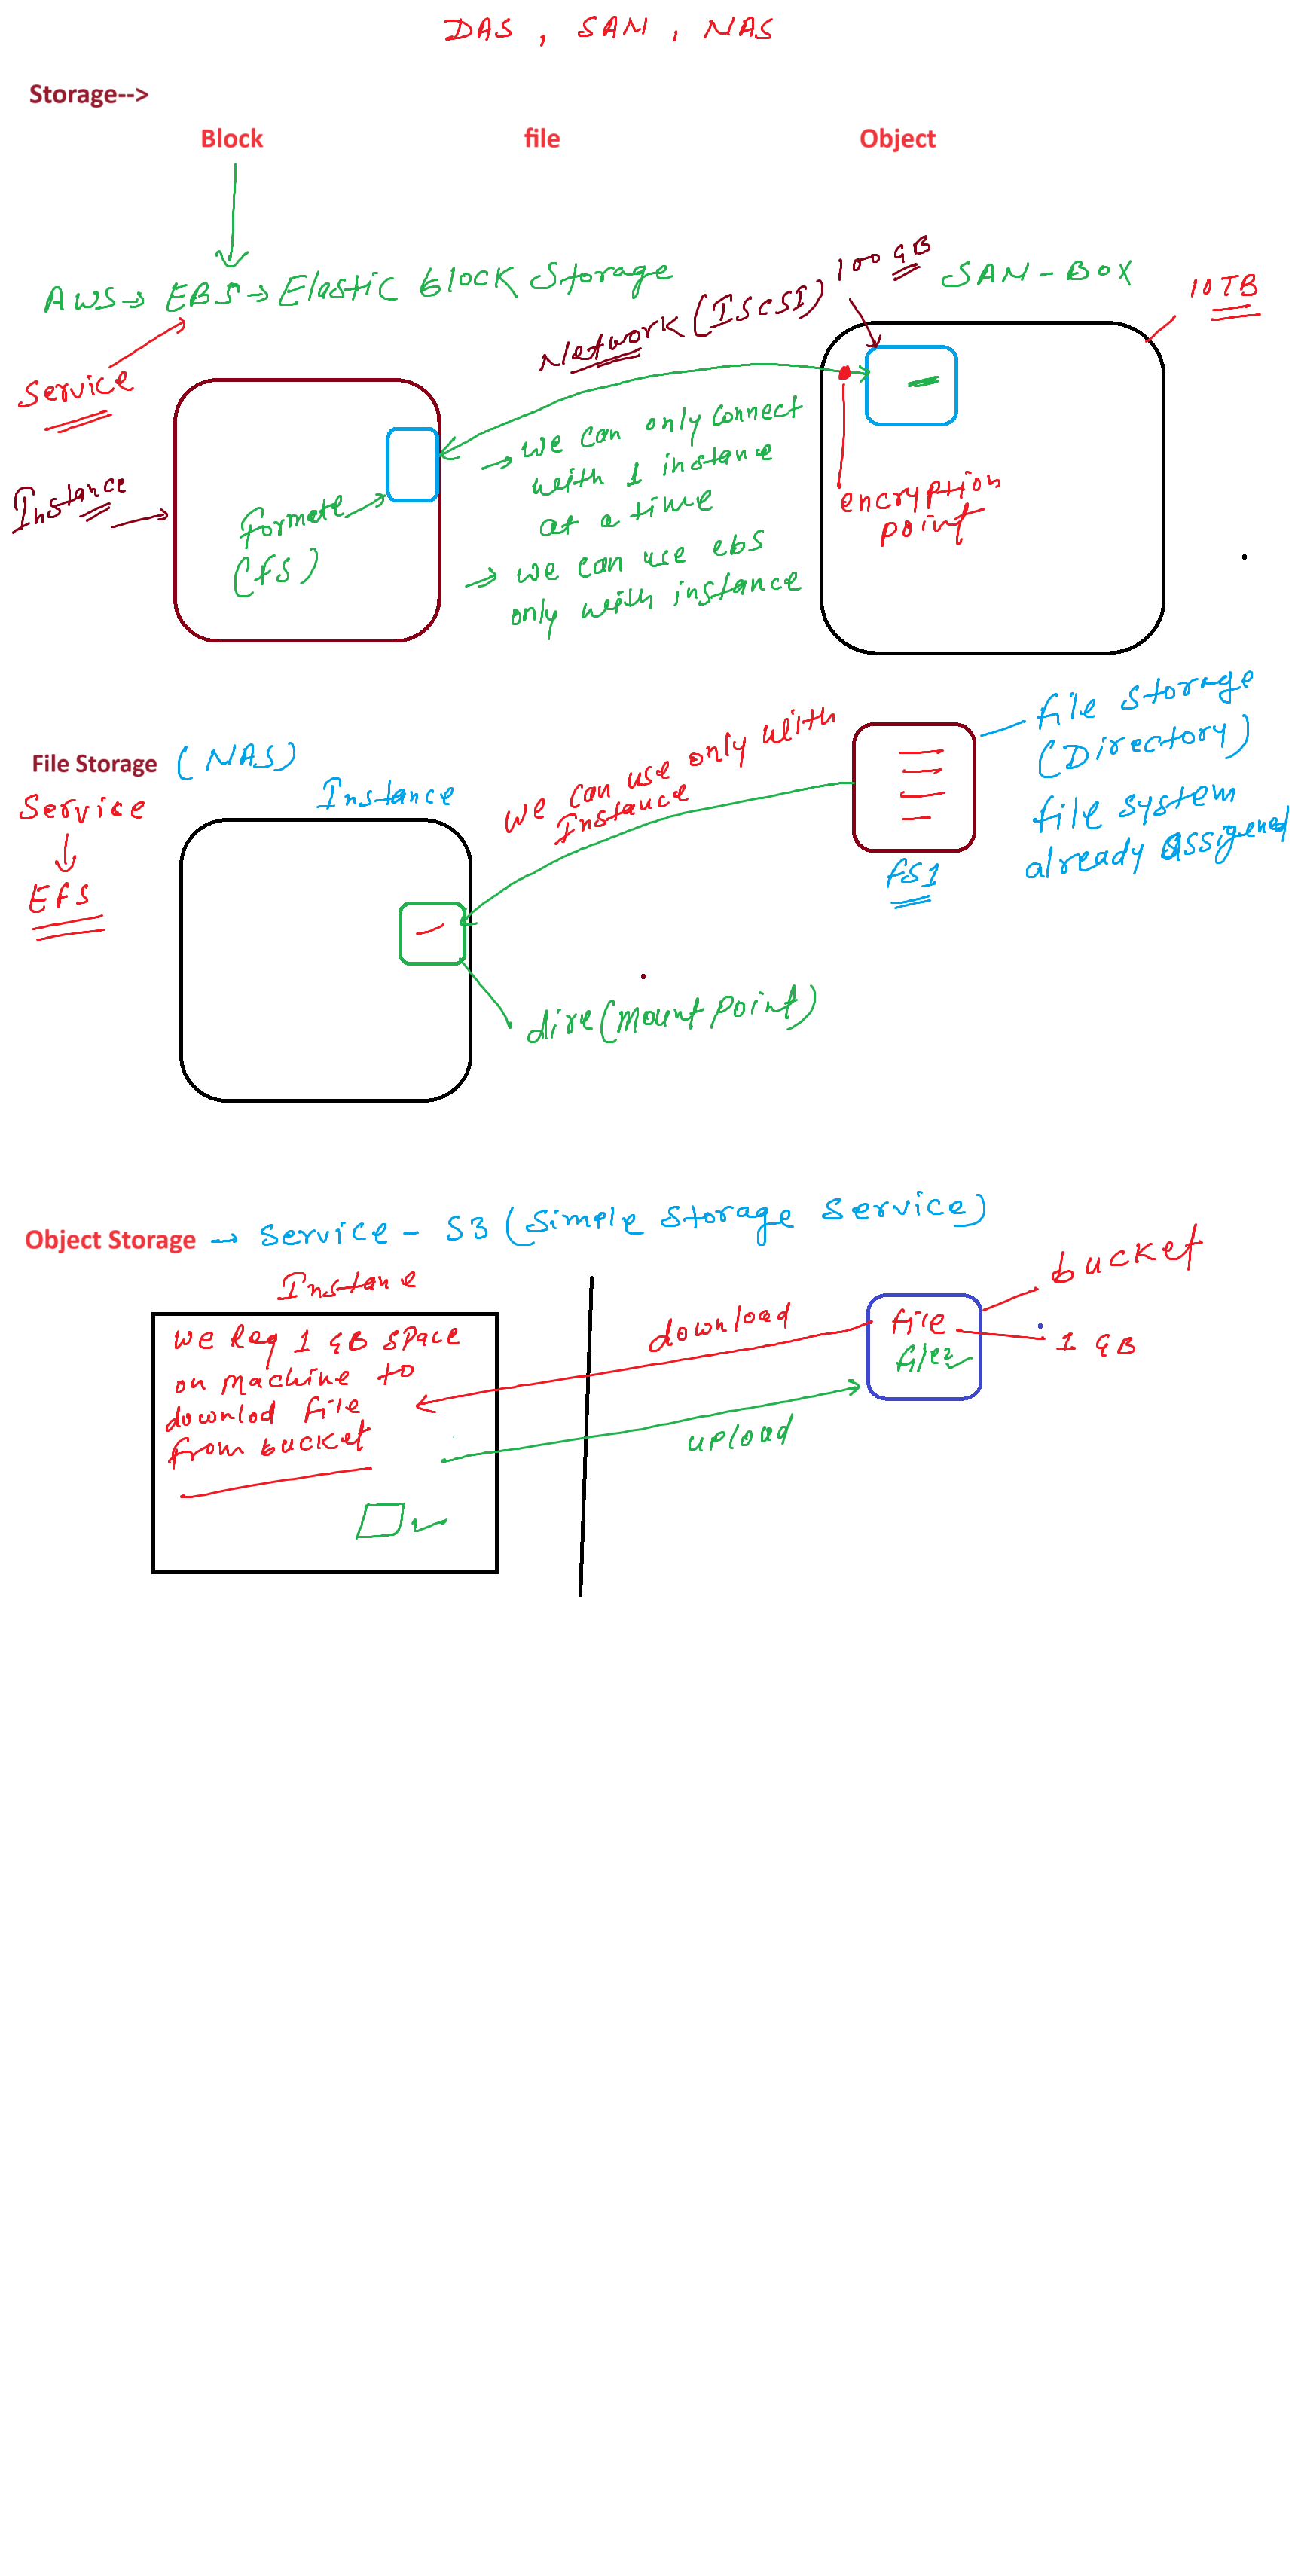 DAS , SAN , NAS
Storage-->
Block file Object
AWS → EBS → Elastic block Storage
Service
Network (ISCSI)
100 GB
SAN - BOX
10 TB
Instance
formate
(fS)
→ we can only connect
with 1 instance
at a time
→ we can use ebs
only with instance
encryption
point
File Storage (NAS)
Service
EFS
Instance
we can use only with
Instance
file storage
(Directory)
file system
already assigened
fS1
dire(mount point)
Object Storage → Service - S3 (Simple Storage Service)
Instane
we Req 1 GB space
on machine to
downlod file
from bucket
download
upload
file
file2
bucket
1 GB